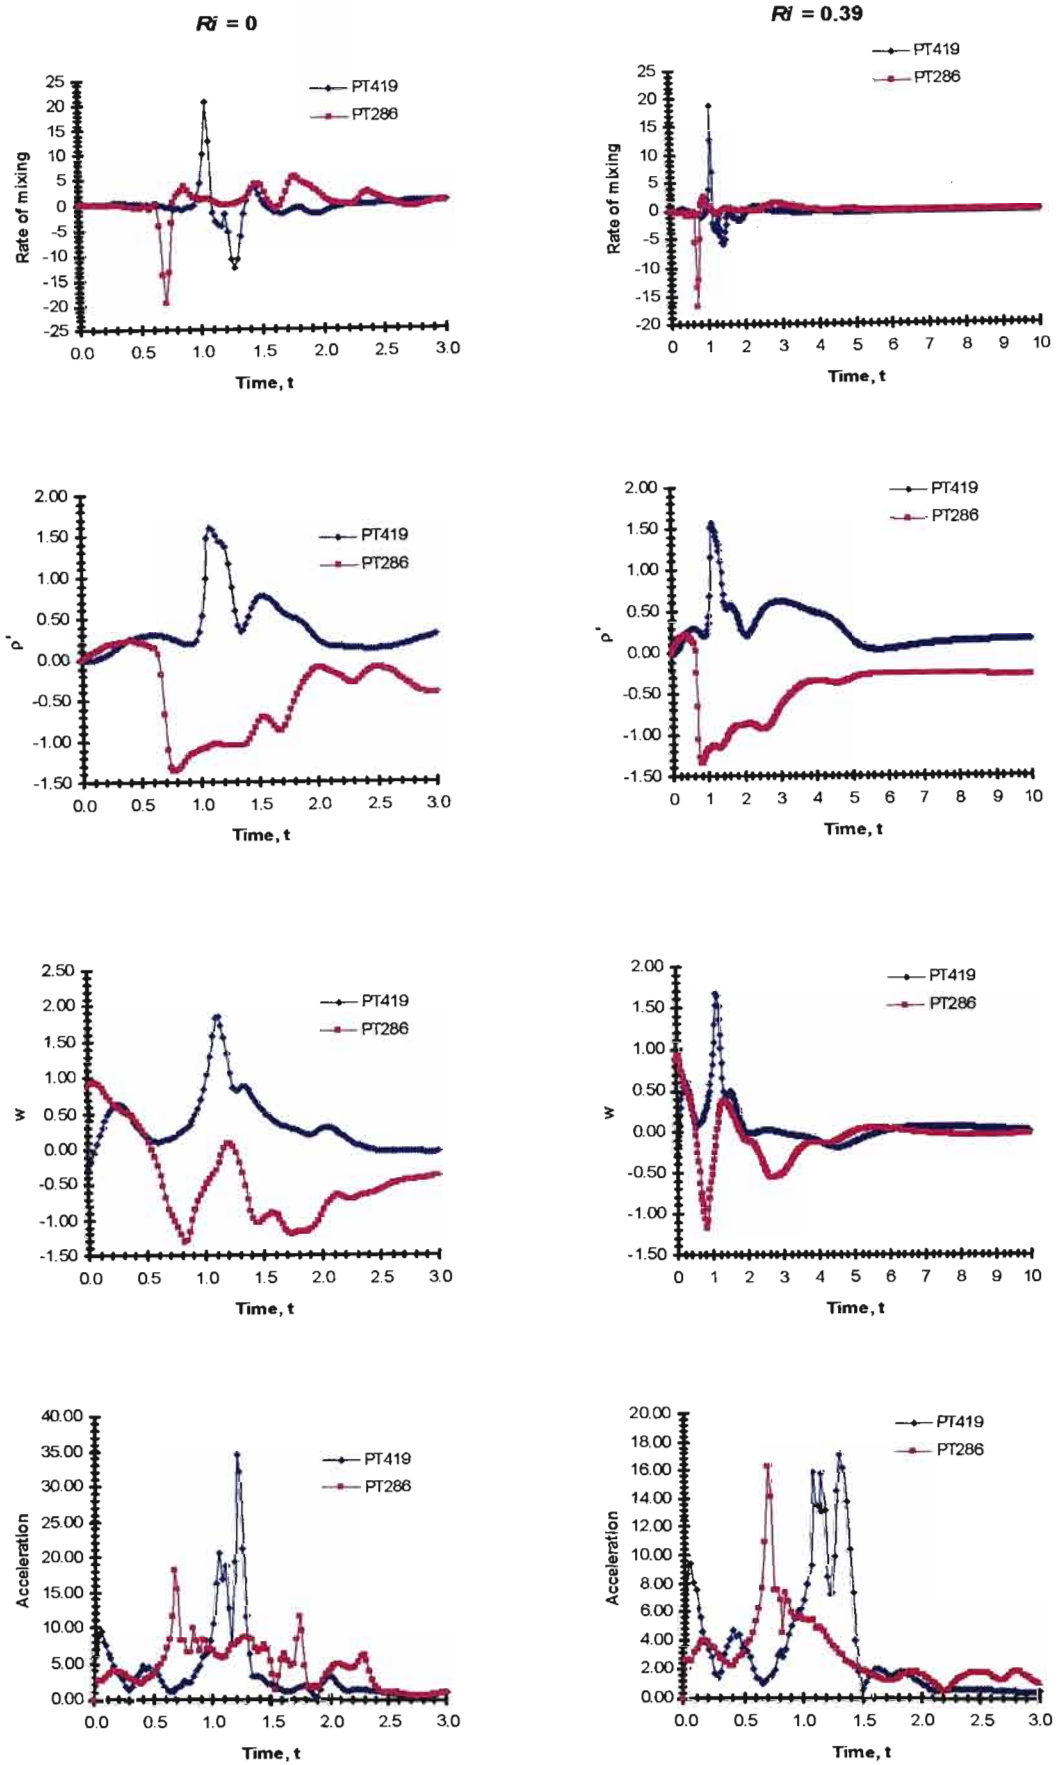 Ri = 0
Ri = 0.39
PT419
PT286
25
20
15
10
5
0
-5
-10
-15
-20
-25
Rate of mixing
0.0 0.5 1.0 1.5 2.0 2.5 3.0
Time, t
PT419
PT286
25
20
15
10
5
0
-5
-10
-15
-20
Rate of mixing
0 1 2 3 4 5 6 7 8 9 10
Time, t
PT419
PT286
2.00
1.50
1.00
0.50
0.00
-0.50
-1.00
-1.50
ρ'
0.0 0.5 1.0 1.5 2.0 2.5 3.0
Time, t
PT419
PT286
2.00
1.50
1.00
0.50
0.00
-0.50
-1.00
-1.50
ρ'
0 1 2 3 4 5 6 7 8 9 10
Time, t
PT419
PT286
2.50
2.00
1.50
1.00
0.50
0.00
-0.50
-1.00
-1.50
w
0.0 0.5 1.0 1.5 2.0 2.5 3.0
Time, t
PT419
PT286
2.00
1.50
1.00
0.50
0.00
-0.50
-1.00
-1.50
w
0 1 2 3 4 5 6 7 8 9 10
Time, t
PT419
PT286
40.00
35.00
30.00
25.00
20.00
15.00
10.00
5.00
0.00
Acceleration
0.0 0.5 1.0 1.5 2.0 2.5 3.0
Time, t
PT419
PT286
20.00
18.00
16.00
14.00
12.00
10.00
8.00
6.00
4.00
2.00
0.00
Acceleration
0.0 0.5 1.0 1.5 2.0 2.5 3.0
Time, t